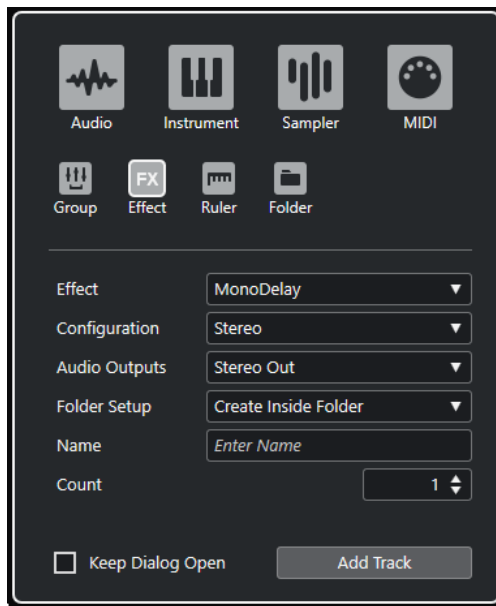 Audio Instrument Sampler MIDI
FX
Group Effect Ruler Folder
Effect MonoDelay
Configuration Stereo
Audio Outputs Stereo Out
Folder Setup Create Inside Folder
Name Enter Name
Count 1
Keep Dialog Open Add Track